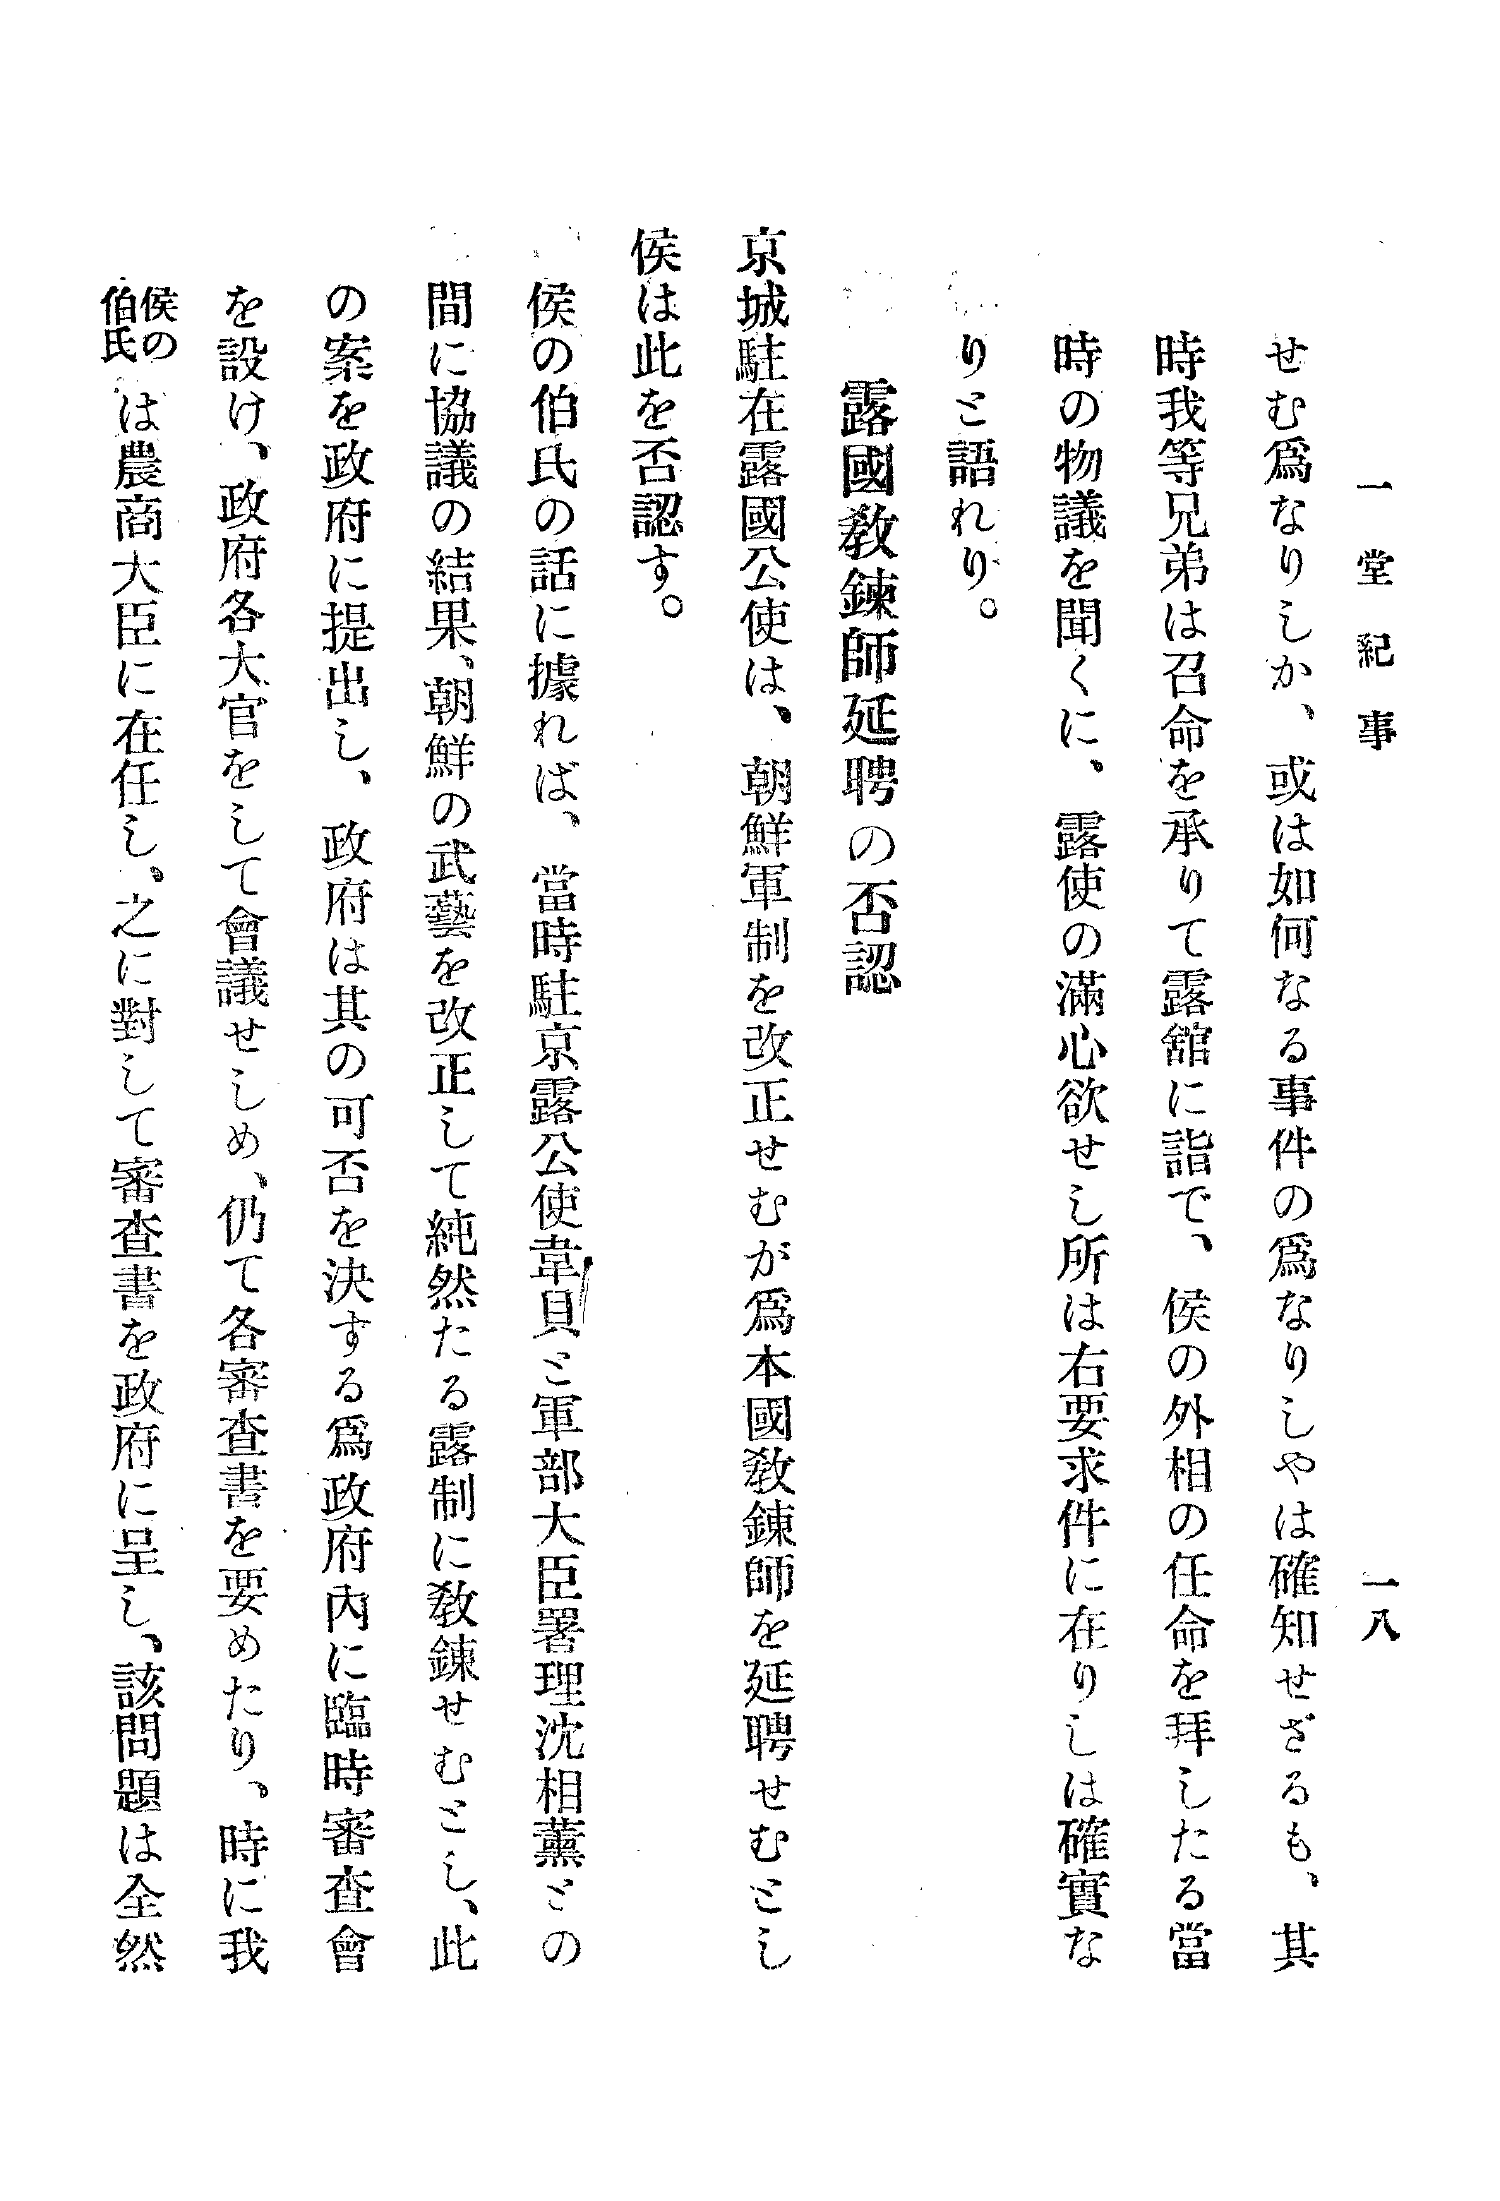 一堂紀事
一八
せむ爲なりしか、或は如何なる事件の爲なりしやは確知せざるも、其
時我等兄弟は召命を承りて露舘に詣で、侯の外相の任命を拜したる當
時の物議を聞くに、露使の滿心欲せし所は右要求件に在りしは確實な
りと語れり。
露國敎鍊師延聘の否認
京城駐在露國公使は、朝鮮軍制を改正せむが爲本國敎鍊師を延聘せむとし
侯は此を否認す。
侯の伯氏の話に據れば、當時駐京露公使韋貝と軍部大臣署理沈相薰との
間に協議の結果、朝鮮の武藝を改正して純然たる露制に敎鍊せむとし、此
の案を政府に提出し、政府は其の可否を決する爲政府內に臨時審査會
を設け、政府各大官をして會議せしめ、仍て各審査書を要めたり、時に我
侯の伯氏は農商大臣に在任し、之に對して審査書を政府に呈し、該問題は全然